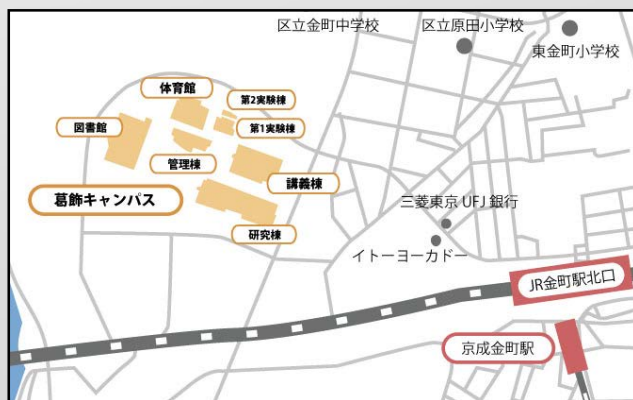 区立金町中学校
区立原田小学校
東金町小学校
体育館
第2実験棟
図書館
第1実験棟
管理棟
講義棟
葛飾キャンパス
研究棟
三菱東京 UFJ 銀行
イトーヨーカドー
JR金町駅北口
京成金町駅